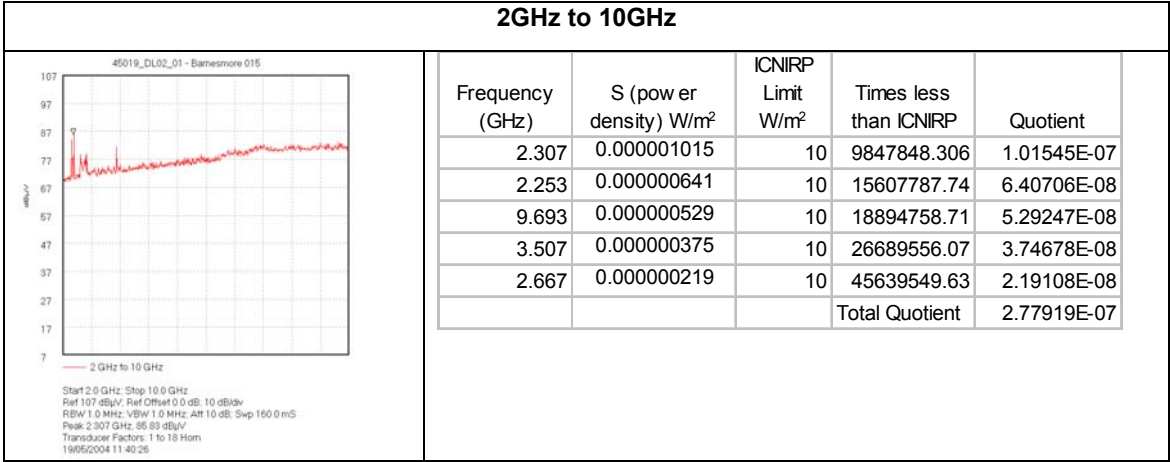 2GHz to 10GHz
45019_DL02_01 - Barnesmore 015
107
97
87
77
67
57
47
37
27
17
7
dBµV
2 GHz to 10 GHz
Start 2.0 GHz; Stop 10.0 GHz
Ref 107 dBµV; Ref Offset 0.0 dB; 10 dB/div
RBW 1.0 MHz; VBW 1.0 MHz; Att 10 dB; Swp 160.0 mS
Peak 2.307 GHz, 85.83 dBµV
Transducer Factors: 1 to 18 Horn
19/05/2004 11:40:26
Frequency (GHz) S (pow er density) W/m² ICNIRP Limit W/m² Times less than ICNIRP Quotient
2.307 0.000001015 10 9847848.306 1.01545E-07
2.253 0.000000641 10 15607787.74 6.40706E-08
9.693 0.000000529 10 18894758.71 5.29247E-08
3.507 0.000000375 10 26689556.07 3.74678E-08
2.667 0.000000219 10 45639549.63 2.19108E-08
Total Quotient 2.77919E-07